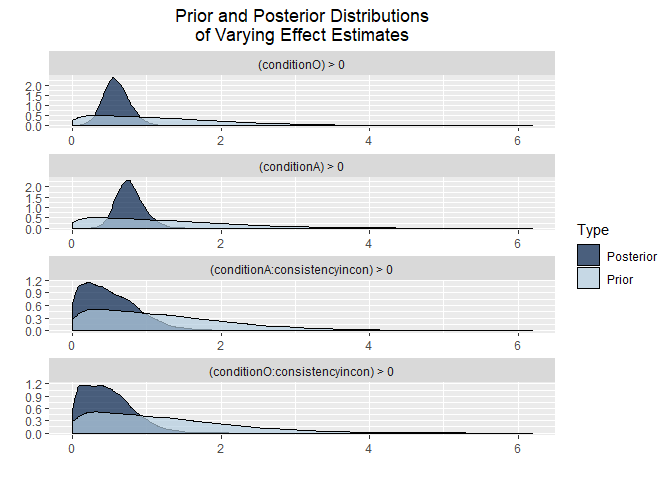 Prior and Posterior Distributions
of Varying Effect Estimates
(conditionO) > 0
2.0
1.5
1.0
0.5
0.0
0 2 4 6
(conditionA) > 0
2.0
1.5
1.0
0.5
0.0
0 2 4 6
(conditionA:consistencyincon) > 0
1.2
0.9
0.6
0.3
0.0
0 2 4 6
(conditionO:consistencyincon) > 0
1.2
0.9
0.6
0.3
0.0
0 2 4 6
Type
Posterior
Prior